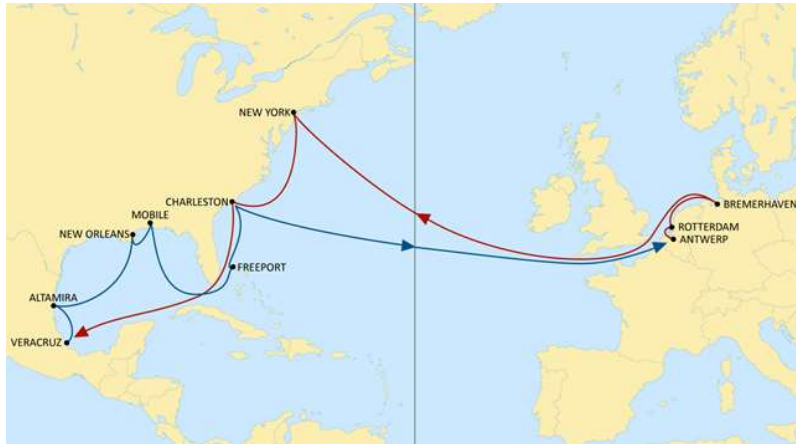 NEW YORK
CHARLESTON
BREMERHAVEN
MOBILE
ROTTERDAM
NEW ORLEANS
ANTWERP
FREEPORT
ALTAMIRA
VERACRUZ